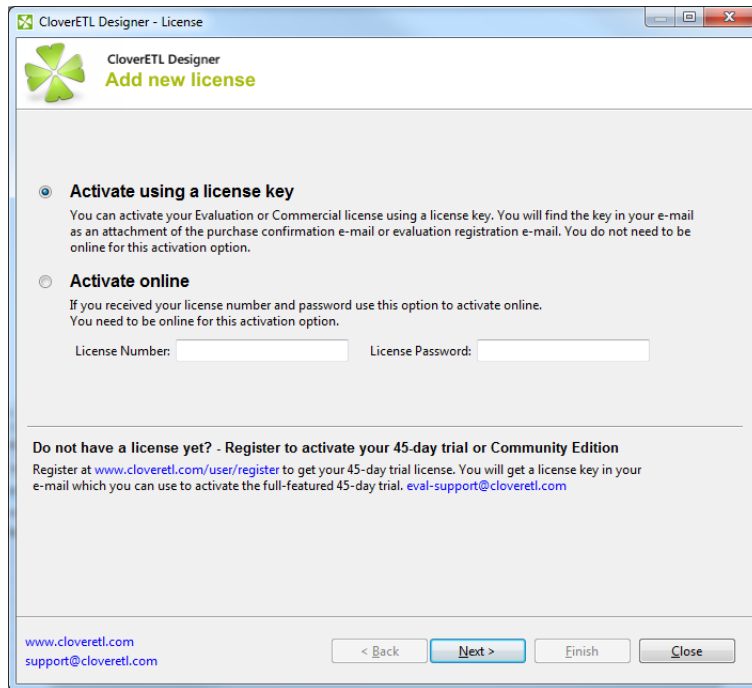 CloverETL Designer - License
CloverETL Designer
Add new license
Activate using a license key
You can activate your Evaluation or Commercial license using a license key. You will find the key in your e-mail
as an attachment of the purchase confirmation e-mail or evaluation registration e-mail. You do not need to be
online for this activation option.
Activate online
If you received your license number and password use this option to activate online.
You need to be online for this activation option.
License Number: License Password:
Do not have a license yet? - Register to activate your 45-day trial or Community Edition
Register at www.cloveretl.com/user/register to get your 45-day trial license. You will get a license key in your
e-mail which you can use to activate the full-featured 45-day trial. eval-support@cloveretl.com
www.cloveretl.com
support@cloveretl.com
< Back Next > Finish Close